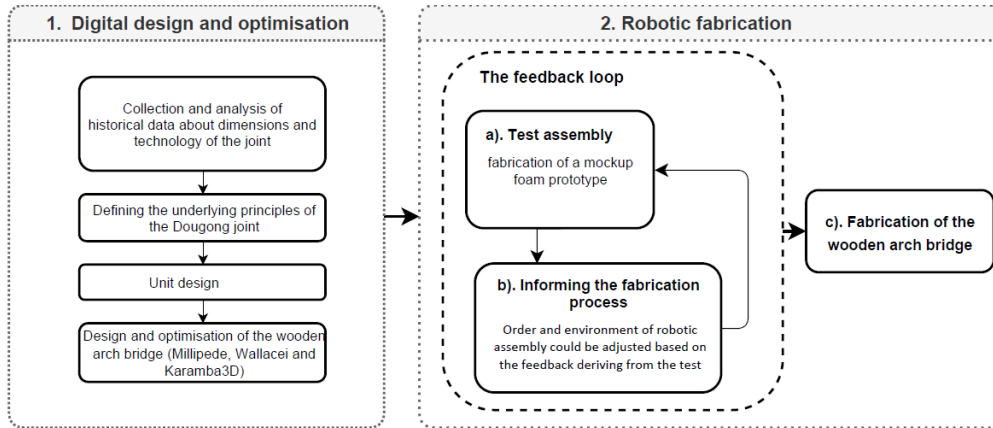 1. Digital design and optimisation
Collection and analysis of
historical data about dimensions and
technology of the joint
Defining the underlying principles of
the Dougong joint
Unit design
Design and optimisation of the wooden
arch bridge (Millipede, Wallacei and
Karamba3D)
2. Robotic fabrication
The feedback loop
a). Test assembly
fabrication of a mockup
foam prototype
b). Informing the fabrication
process
Order and environment of robotic
assembly could be adjusted based on
the feedback deriving from the test
c). Fabrication of the
wooden arch bridge